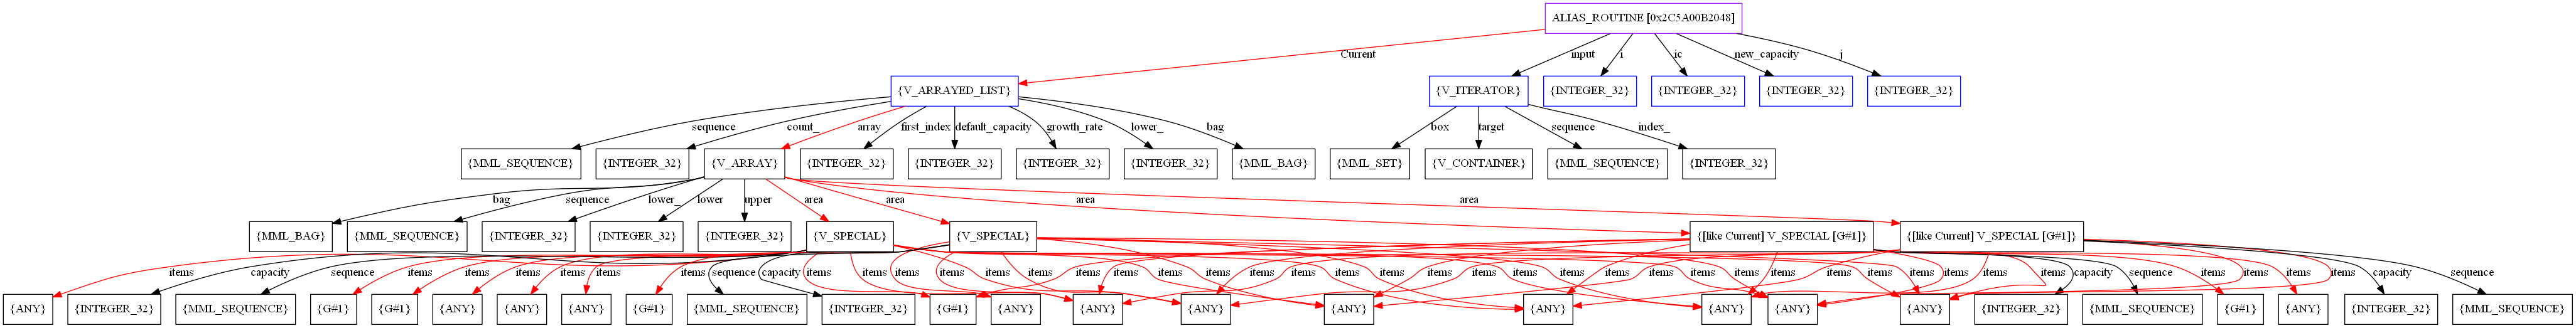 ALIAS_ROUTINE [0x2C5A00B2048]
Current input i ic new_capacity j
{V_ARRAYED_LIST} {V_ITERATOR} {INTEGER_32} {INTEGER_32} {INTEGER_32} {INTEGER_32}
sequence count_ array first_index default_capacity growth_rate lower_ bag box target sequence index_
{MML_SEQUENCE} {INTEGER_32} {V_ARRAY} {INTEGER_32} {INTEGER_32} {INTEGER_32} {INTEGER_32} {MML_BAG} {MML_SET} {V_CONTAINER} {MML_SEQUENCE} {INTEGER_32}
bag sequence lower_ lower upper area area area area
{MML_BAG} {MML_SEQUENCE} {INTEGER_32} {INTEGER_32} {INTEGER_32} {V_SPECIAL} {V_SPECIAL} {[like Current] V_SPECIAL [G#1]} {[like Current] V_SPECIAL [G#1]}
items capacity sequence items items items items items items sequence capacity items items items items items items items items items items items items items items items items items items items items items items items items items items items capacity sequence items items items items capacity sequence
{ANY} {INTEGER_32} {MML_SEQUENCE} {G#1} {G#1} {ANY} {ANY} {ANY} {G#1} {MML_SEQUENCE} {INTEGER_32} {G#1} {ANY} {ANY} {ANY} {ANY} {ANY} {ANY} {ANY} {ANY} {INTEGER_32} {MML_SEQUENCE} {G#1} {ANY} {INTEGER_32} {MML_SEQUENCE}